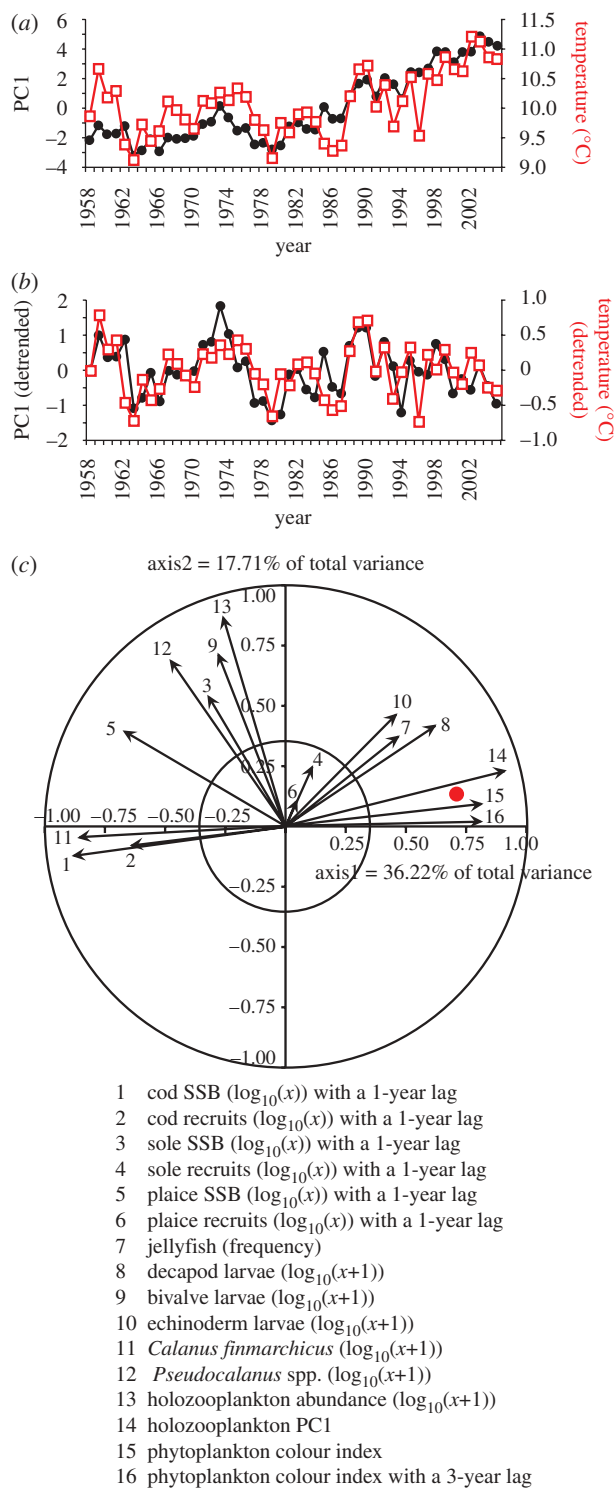 (a)
6
4
2
0
−2
−4
PC1
11.5
11.0
10.5
10.0
9.5
9.0
temperature (°C)
1958 1962 1966 1970 1974 1978 1982 1986 1990 1994 1998 2002
year
(b)
2
1
0
−1
−2
PC1 (detrended)
1.0
0.5
0
−0.5
−1.0
temperature (°C)
(detrended)
1958 1962 1966 1970 1974 1978 1982 1986 1990 1994 1998 2002
year
(c)
axis2 = 17.71% of total variance
1.00
13
0.75
12 9
0.50
3 10
5 7 8
0.25 4
14
6
15
−1.00 −0.75 −0.50 −0.25
16
11
2
1
0.25 0.50 0.75 1.00
axis1 = 36.22% of total variance
−0.25
−0.50
−0.75
−1.00
1 cod SSB (log10(x)) with a 1-year lag
2 cod recruits (log10(x)) with a 1-year lag
3 sole SSB (log10(x)) with a 1-year lag
4 sole recruits (log10(x)) with a 1-year lag
5 plaice SSB (log10(x)) with a 1-year lag
6 plaice recruits (log10(x)) with a 1-year lag
7 jellyfish (frequency)
8 decapod larvae (log10(x+1))
9 bivalve larvae (log10(x+1))
10 echinoderm larvae (log10(x+1))
11 Calanus finmarchicus (log10(x+1))
12 Pseudocalanus spp. (log10(x+1))
13 holozooplankton abundance (log10(x+1))
14 holozooplankton PC1
15 phytoplankton colour index
16 phytoplankton colour index with a 3-year lag